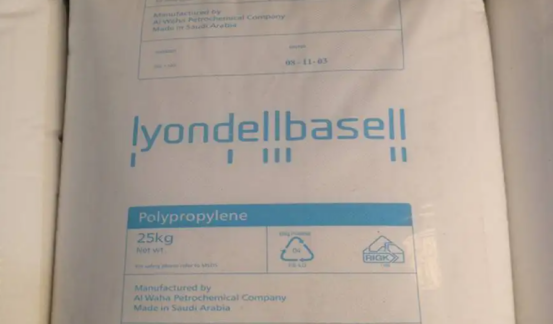 Manufactured by
Al Waha Petrochemical Company
Made in Saudi Arabia
09-11-03
lyondellbasell
Polypropylene
25kg
Net wt.
Manufactured by
Al Waha Petrochemical Company
Made in Saudi Arabia